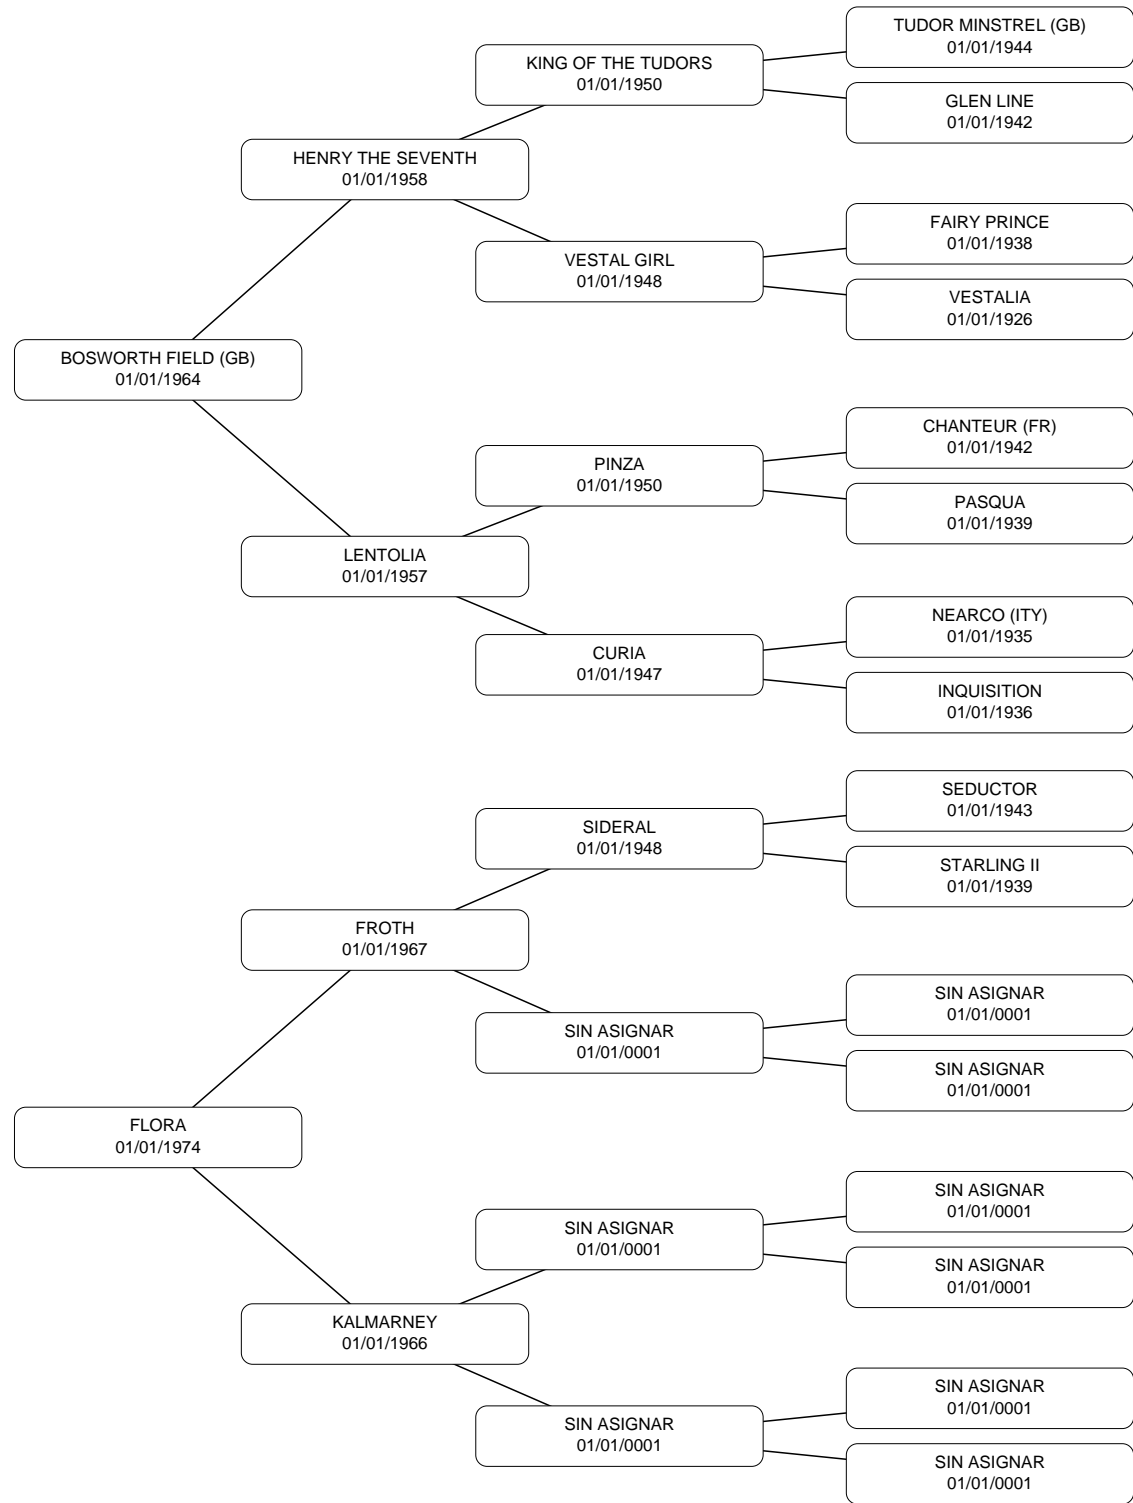 TUDOR MINSTREL (GB)
01/01/1944
KING OF THE TUDORS
01/01/1950
GLEN LINE
01/01/1942
HENRY THE SEVENTH
01/01/1958
FAIRY PRINCE
01/01/1938
VESTAL GIRL
01/01/1948
VESTALIA
01/01/1926
BOSWORTH FIELD (GB)
01/01/1964
CHANTEUR (FR)
01/01/1942
PINZA
01/01/1950
PASQUA
01/01/1939
LENTOLIA
01/01/1957
NEARCO (ITY)
01/01/1935
CURIA
01/01/1947
INQUISITION
01/01/1936
SEDUCTOR
01/01/1943
SIDERAL
01/01/1948
STARLING II
01/01/1939
FROTH
01/01/1967
SIN ASIGNAR
01/01/0001
SIN ASIGNAR
01/01/0001
SIN ASIGNAR
01/01/0001
FLORA
01/01/1974
SIN ASIGNAR
01/01/0001
SIN ASIGNAR
01/01/0001
SIN ASIGNAR
01/01/0001
KALMARNEY
01/01/1966
SIN ASIGNAR
01/01/0001
SIN ASIGNAR
01/01/0001
SIN ASIGNAR
01/01/0001